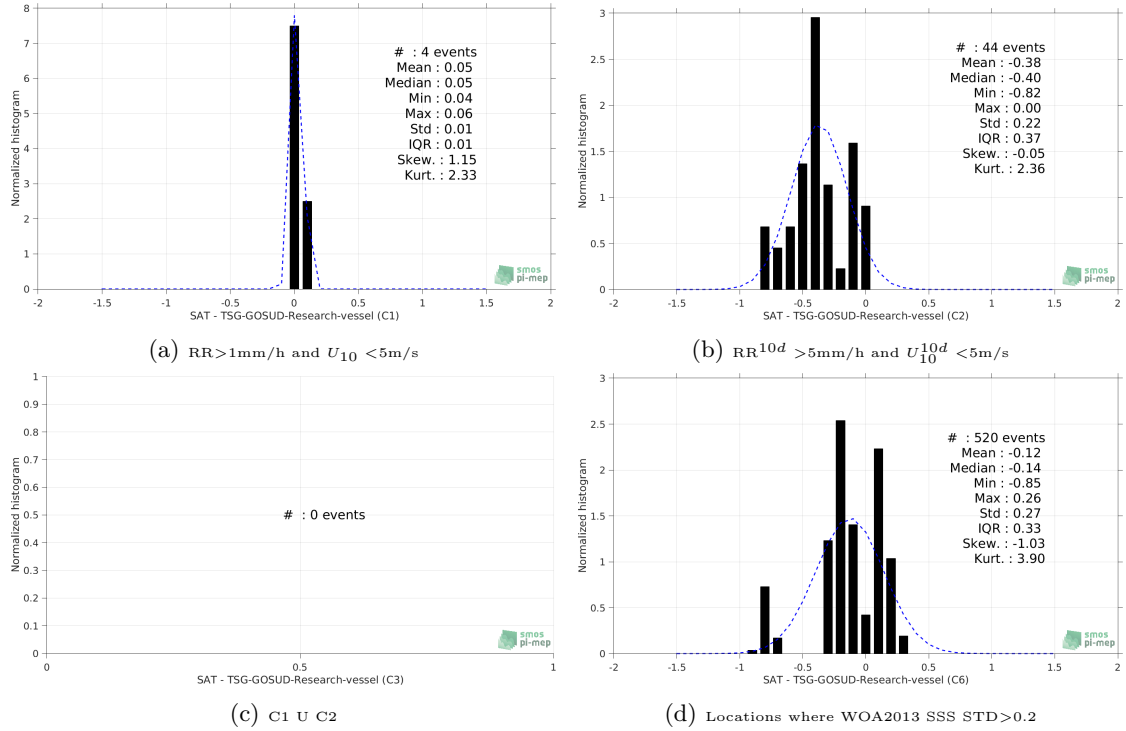 8
7
6
5
4
3
2
1
0
Normalized histogram
# : 4 events
Mean : 0.05
Median : 0.05
Min : 0.04
Max : 0.06
Std : 0.01
IQR : 0.01
Skew. : 1.15
Kurt. : 2.33
smos
pi-mep
-2 -1.5 -1 -0.5 0 0.5 1 1.5 2
SAT - TSG-GOSUD-Research-vessel (C1)
(a) RR>1mm/h and U10 <5m/s
3
2.5
2
1.5
1
0.5
0
Normalized histogram
# : 44 events
Mean : -0.38
Median : -0.40
Min : -0.82
Max : 0.00
Std : 0.22
IQR : 0.37
Skew. : -0.05
Kurt. : 2.36
smos
pi-mep
-2 -1.5 -1 -0.5 0 0.5 1 1.5 2
SAT - TSG-GOSUD-Research-vessel (C2)
(b) RR^10d >5mm/h and U_10^10d <5m/s
1
0.9
0.8
0.7
0.6
0.5
0.4
0.3
0.2
0.1
0
Normalized histogram
# : 0 events
smos
pi-mep
0 0.5 1
SAT - TSG-GOSUD-Research-vessel (C3)
(c) C1 U C2
3
2.5
2
1.5
1
0.5
0
Normalized histogram
# : 520 events
Mean : -0.12
Median : -0.14
Min : -0.85
Max : 0.26
Std : 0.27
IQR : 0.33
Skew. : -1.03
Kurt. : 3.90
smos
pi-mep
-2 -1.5 -1 -0.5 0 0.5 1 1.5 2
SAT - TSG-GOSUD-Research-vessel (C6)
(d) Locations where WOA2013 SSS STD>0.2